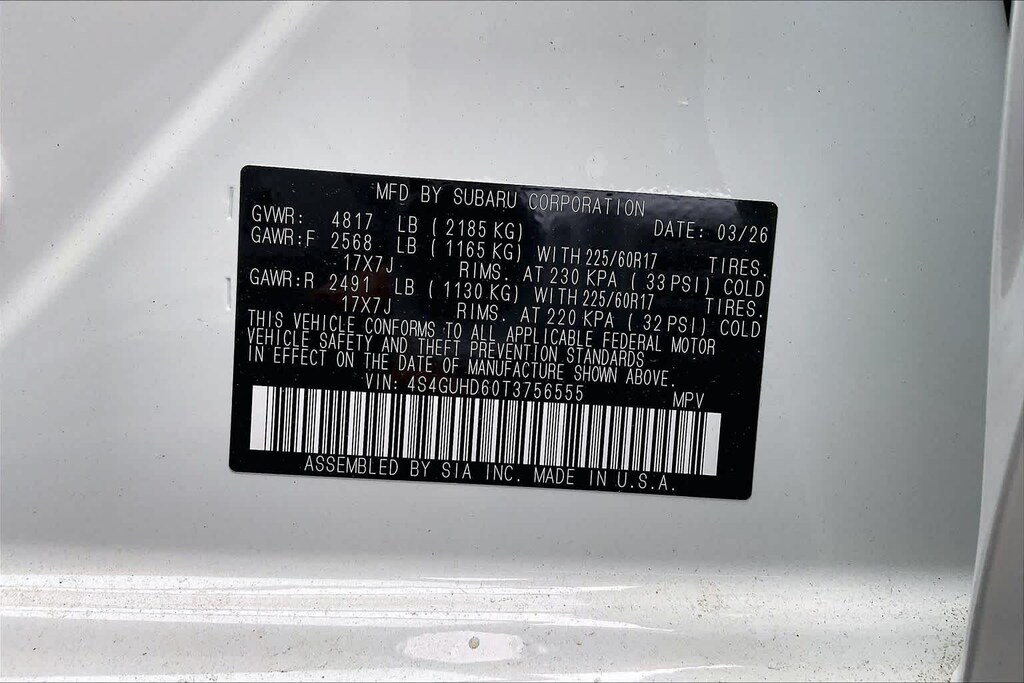 MFD BY SUBARU CORPORATION
GVWR: 4817 LB ( 2185 KG) DATE: 03/26
GAWR:F 2568 LB ( 1165 KG) WITH 225/60R17 TIRES.
17X7J RIMS. AT 230 KPA ( 33 PSI) COLD
GAWR:R 2491 LB ( 1130 KG) WITH 225/60R17 TIRES.
17X7J RIMS. AT 220 KPA ( 32 PSI) COLD
THIS VEHICLE CONFORMS TO ALL APPLICABLE FEDERAL MOTOR
VEHICLE SAFETY AND THEFT PREVENTION STANDARDS
IN EFFECT ON THE DATE OF MANUFACTURE SHOWN ABOVE.
VIN: 4S4GUHD60T3756555 MPV
ASSEMBLED BY SIA INC. MADE IN U.S.A.